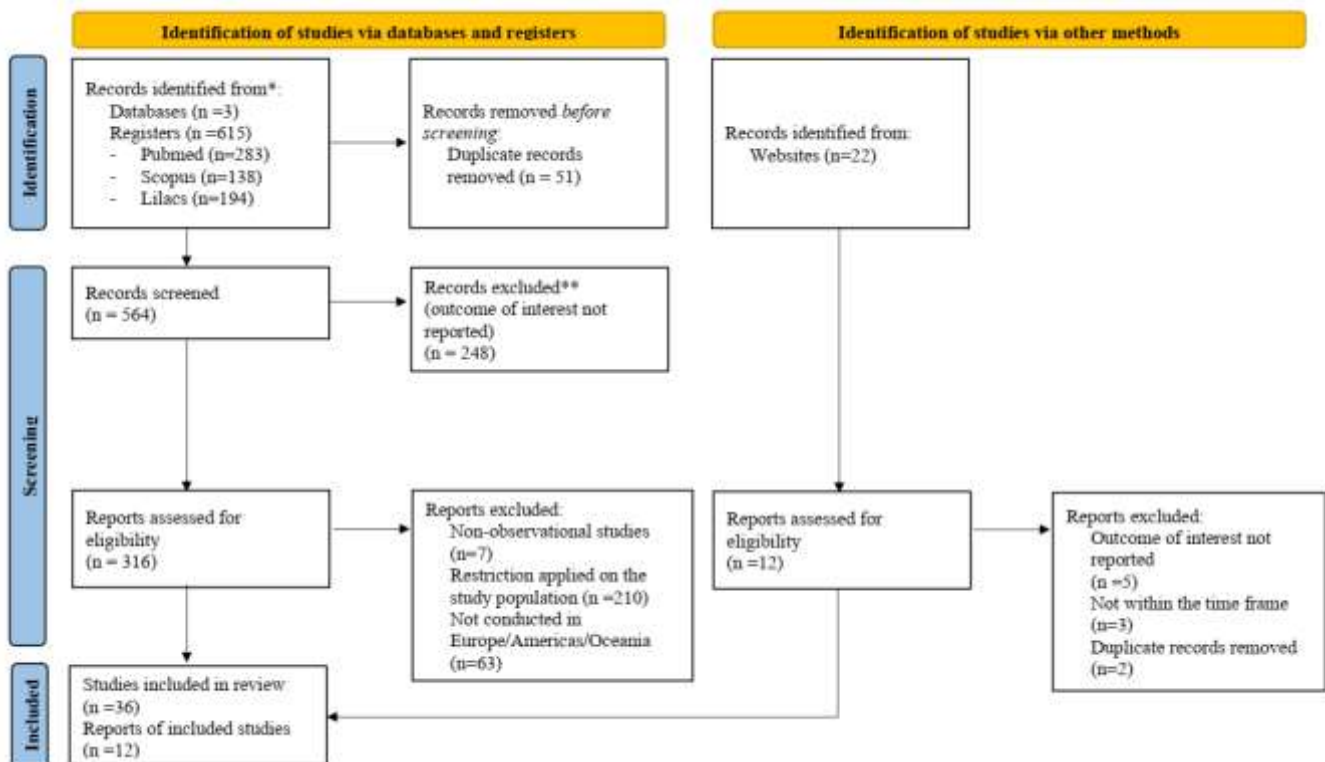 Identification of studies via databases and registers
Identification of studies via other methods
Identification
Records identified from*:
Databases (n =3)
Registers (n =615)
- Pubmed (n=283)
- Scopus (n=138)
- Lilacs (n=194)
Records removed before
screening:
Duplicate records
removed (n = 51)
Records identified from:
Websites (n=22)
Screening
Records screened
(n = 564)
Records excluded**
(outcome of interest not
reported)
(n = 248)
Reports assessed for
eligibility
(n = 316)
Reports excluded:
Non-observational studies
(n=7)
Restriction applied on the
study population (n =210)
Not conducted in
Europe/Americas/Oceania
(n=63)
Reports assessed for
eligibility
(n =12)
Reports excluded:
Outcome of interest not
reported
(n =5)
Not within the time frame
(n=3)
Duplicate records removed
(n=2)
Included
Studies included in review
(n =36)
Reports of included studies
(n =12)